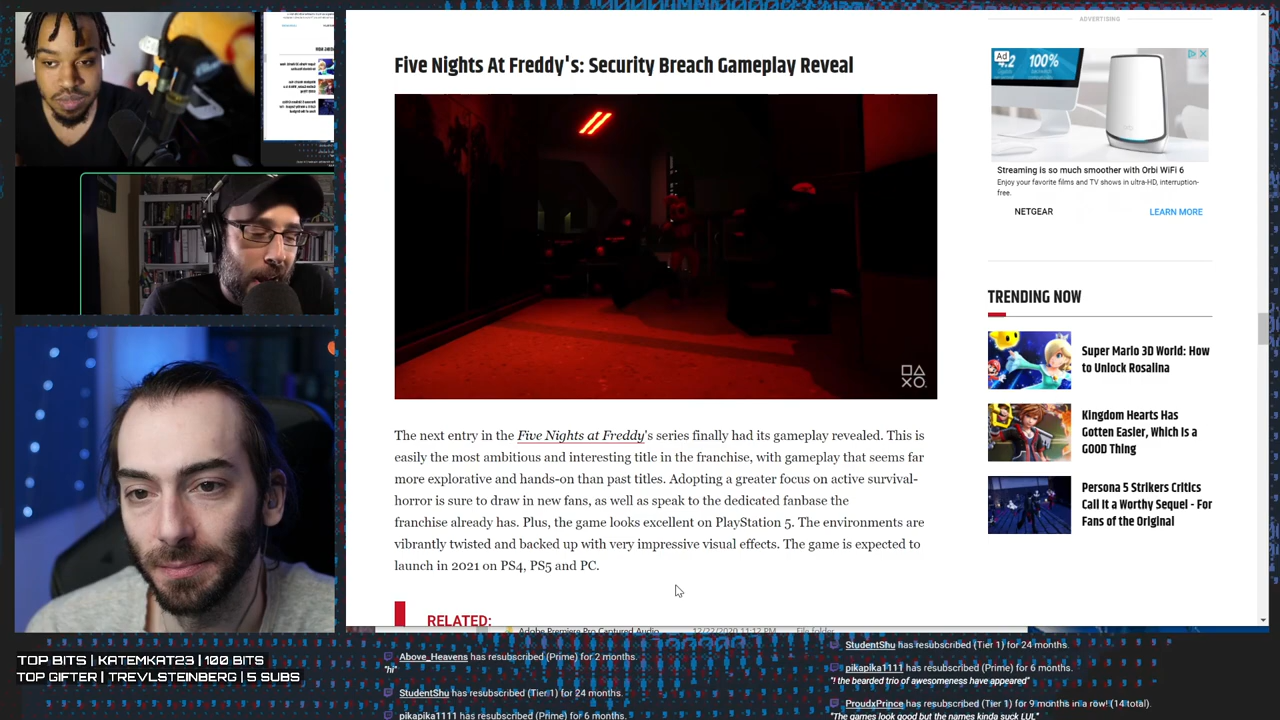 ADVERTISING
Five Nights At Freddy's: Security Breach Gameplay Reveal
Ad
100%
Streaming is so much smoother with Orbi WiFi 6
Enjoy your favorite films and TV shows in ultra-HD, interruption-
free.
NETGEAR
LEARN MORE
TRENDING NOW
Super Mario 3D World: How
to Unlock Rosalina
Kingdom Hearts Has
Gotten Easier, Which Is a
GOOD Thing
Persona 5 Strikers Critics
Call it a Worthy Sequel - For
Fans of the Original
The next entry in the Five Nights at Freddy's series finally had its gameplay revealed. This is
easily the most ambitious and interesting title in the franchise, with gameplay that seems far
more explorative and hands-on than past titles. Adopting a greater focus on active survival-
horror is sure to draw in new fans, as well as speak to the dedicated fanbase the
franchise already has. Plus, the game looks excellent on PlayStation 5. The environments are
vibrantly twisted and backed up with very impressive visual effects. The game is expected to
launch in 2021 on PS4, PS5 and PC.
RELATED:
Adobe Premiere Pro Captured Audio 12/22/2020 11:12 PM File folder
TOP BITS | KATEMKAT23 | 100 BITS
TOP GIFTER | TREVLSTEINBERG | 5 SUBS
Above_Heavens has resubscribed (Prime) for 2 months.
"hi"
StudentShu has resubscribed (Tier 1) for 24 months.
pikapika1111 has resubscribed (Prime) for 6 months.
StudentShu has resubscribed (Tier 1) for 24 months.
pikapika1111 has resubscribed (Prime) for 6 months.
"! the bearded trio of awesomeness have appeared"
ProudxPrince has resubscribed (Tier 1) for 9 months in a row! (14 total).
"The games look good but the names kinda suck LUL"